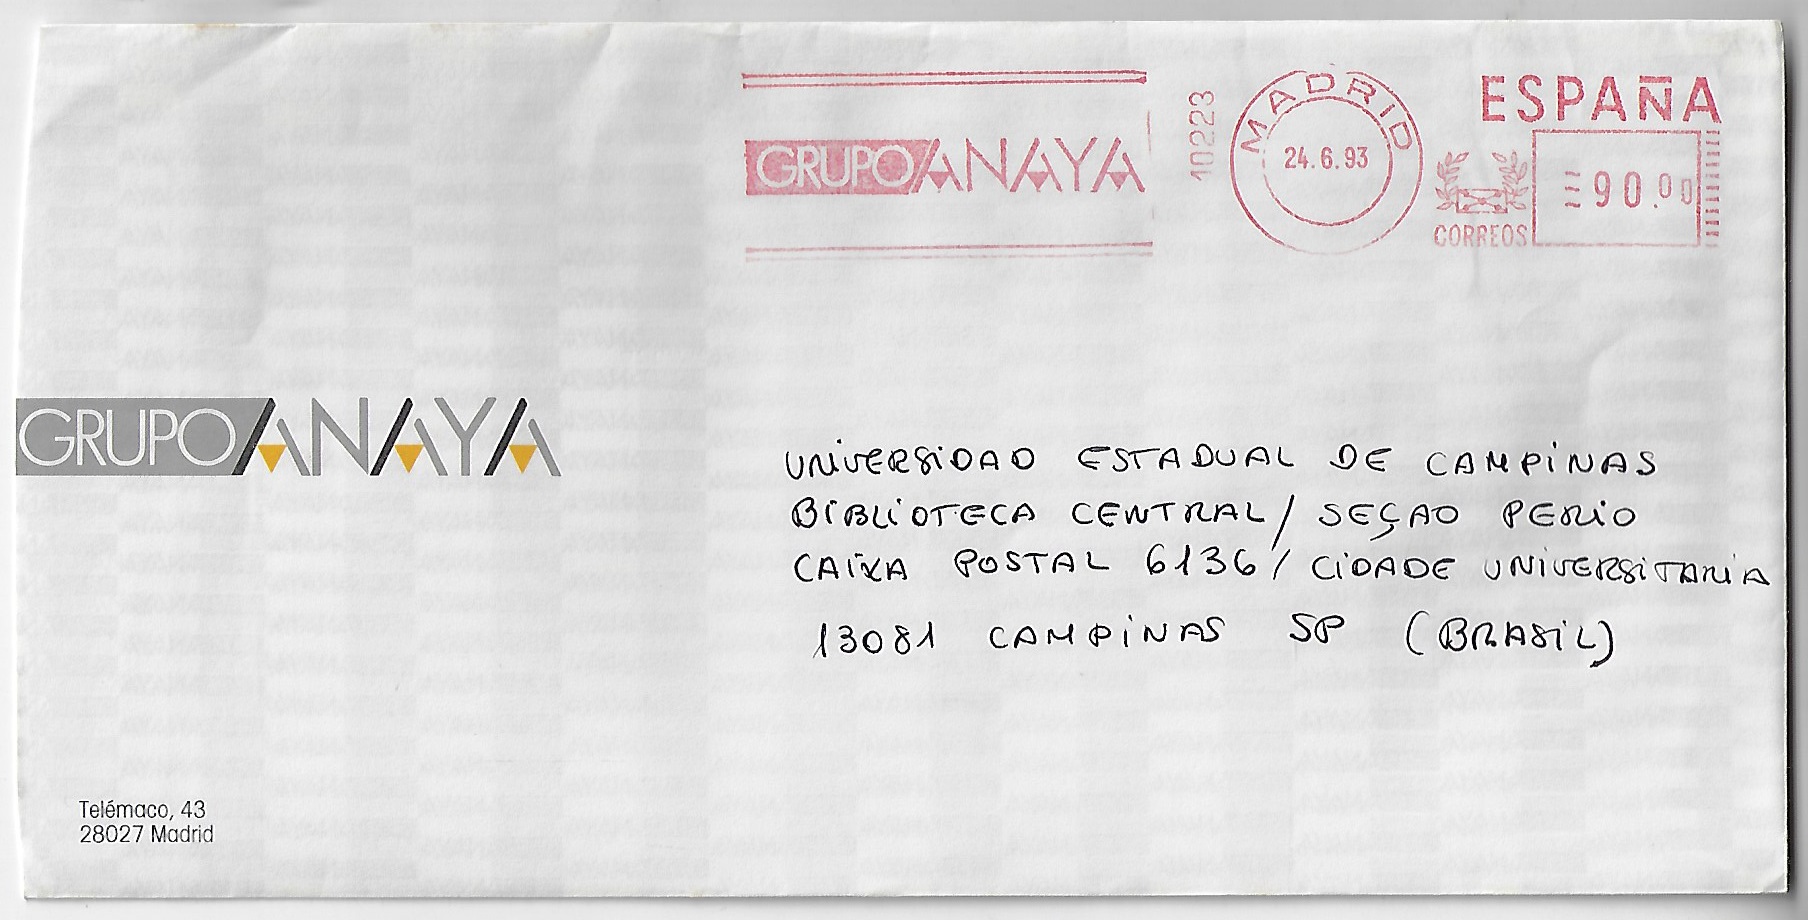 GRUPO ANAYA
10223
MADRID
24.6.93
ESPAÑA
CORREOS
90.00
GRUPO ANAYA
UNIVERSIDAD ESTADUAL DE CAMPINAS
BIBLIOTECA CENTRAL/ SEÇAO PERIO
CAIXA POSTAL 6136/ CIDADE UNIVERSITARIA
13081 CAMPINAS SP (BRASIL)
Telémaco, 43
28027 Madrid